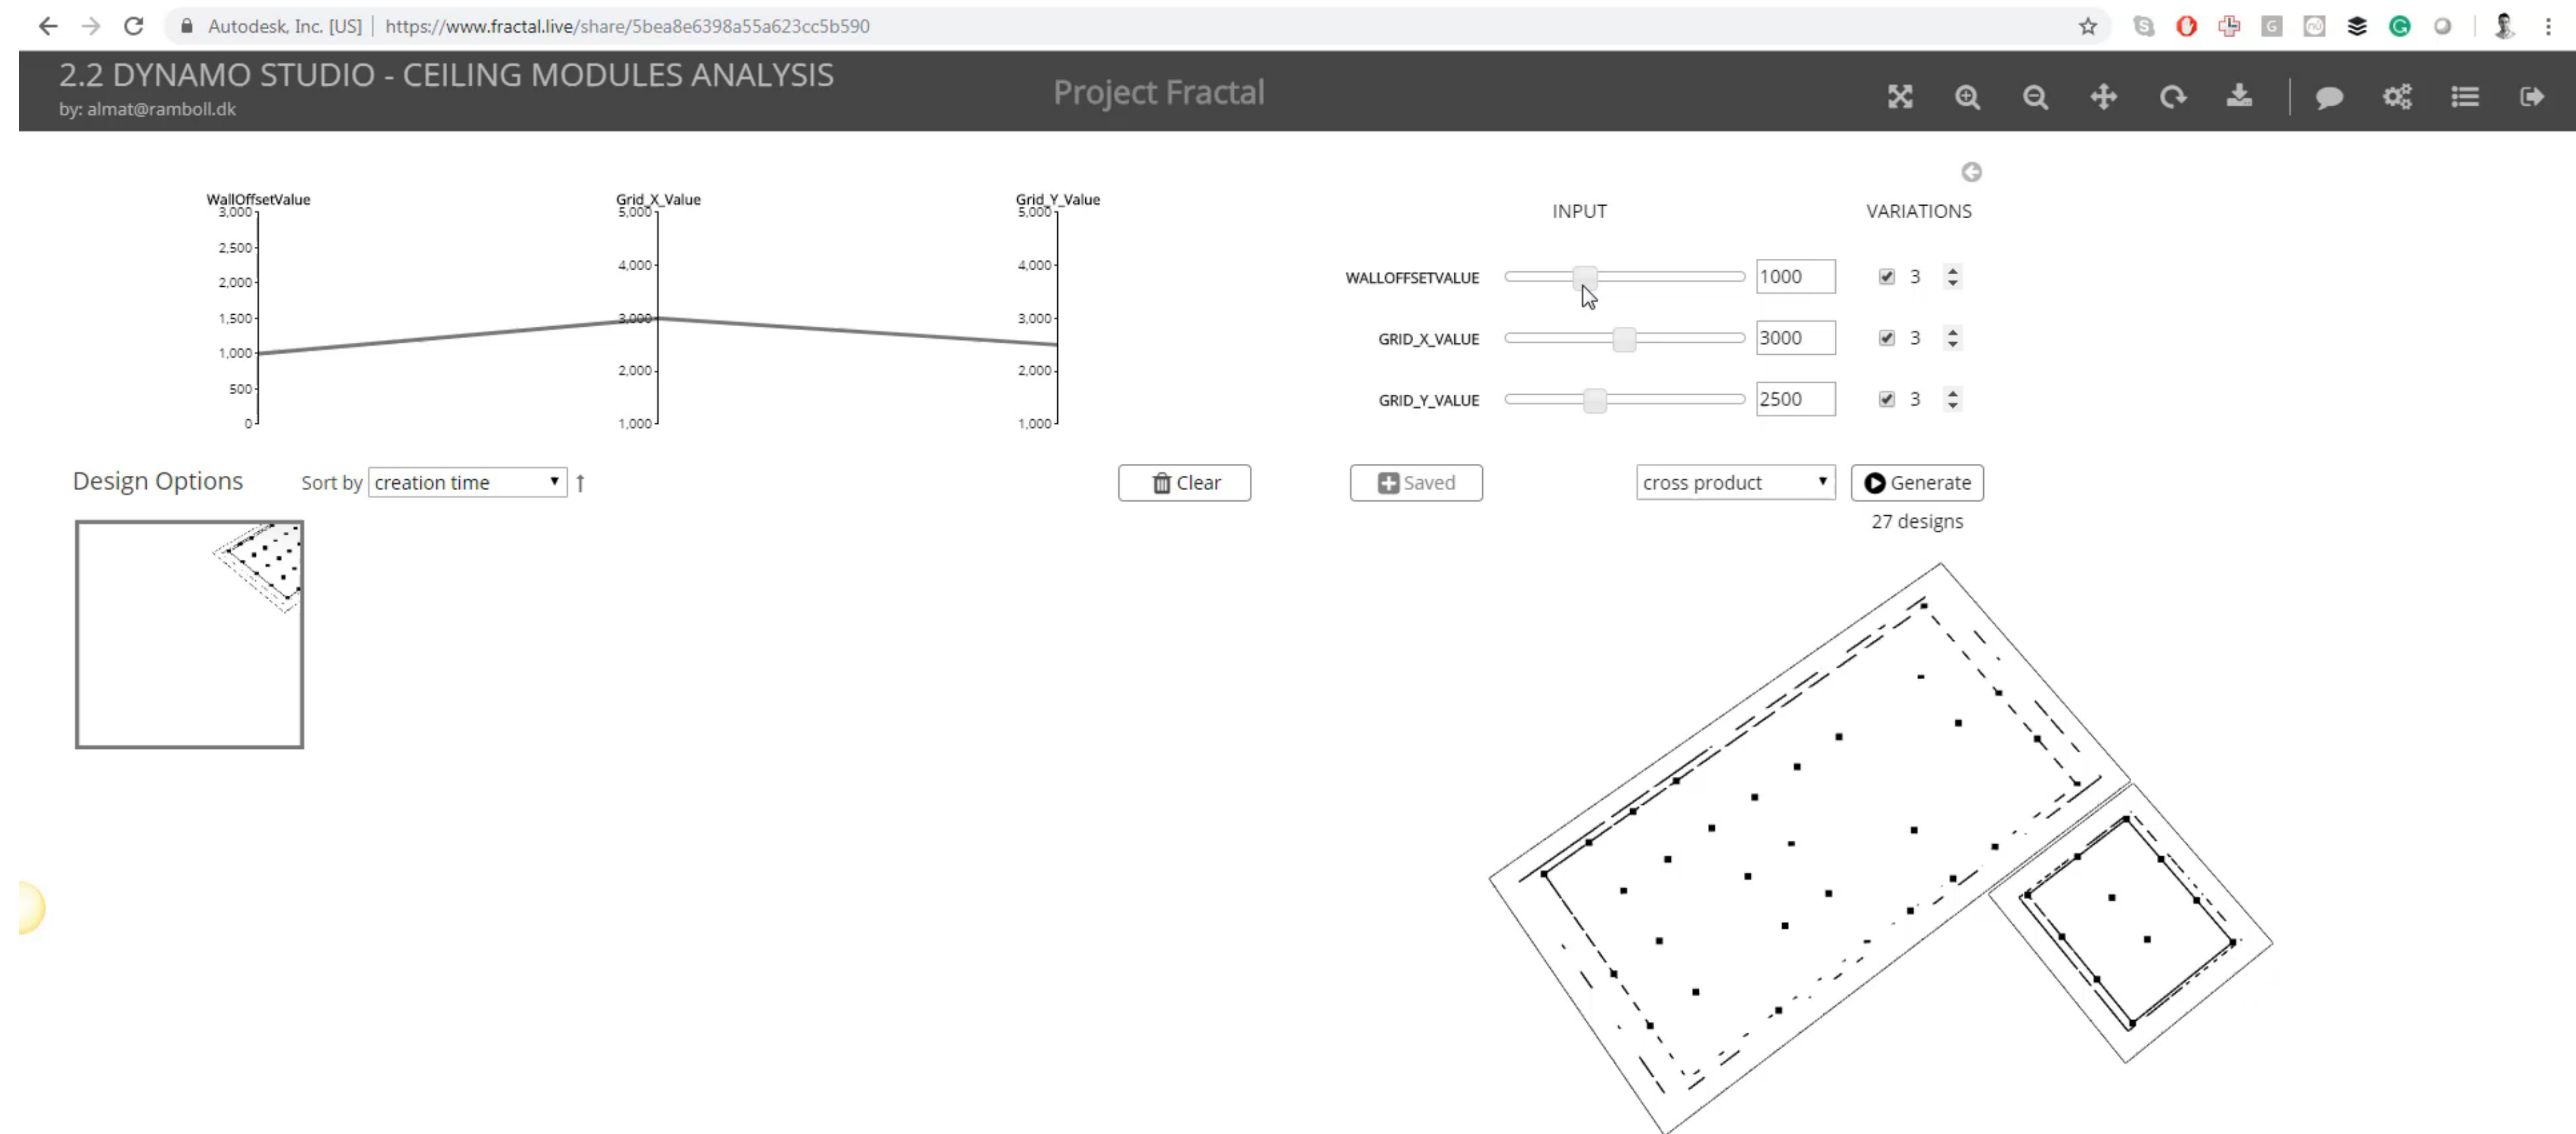 Autodesk, Inc. [US] | https://www.fractal.live/share/5bea8e6398a55a623cc5b590
2.2 DYNAMO STUDIO - CEILING MODULES ANALYSIS
by: almat@ramboll.dk
Project Fractal
WallOffsetValue
3,000
2,500
2,000
1,500
1,000
500
0
Grid_X_Value
5,000
4,000
3,000
2,000
1,000
Grid_Y_Value
5,000
4,000
3,000
2,000
1,000
INPUT VARIATIONS
WALLOFFSETVALUE 1000 3
GRID_X_VALUE 3000 3
GRID_Y_VALUE 2500 3
Design Options Sort by creation time ↑ Clear Saved cross product Generate
27 designs